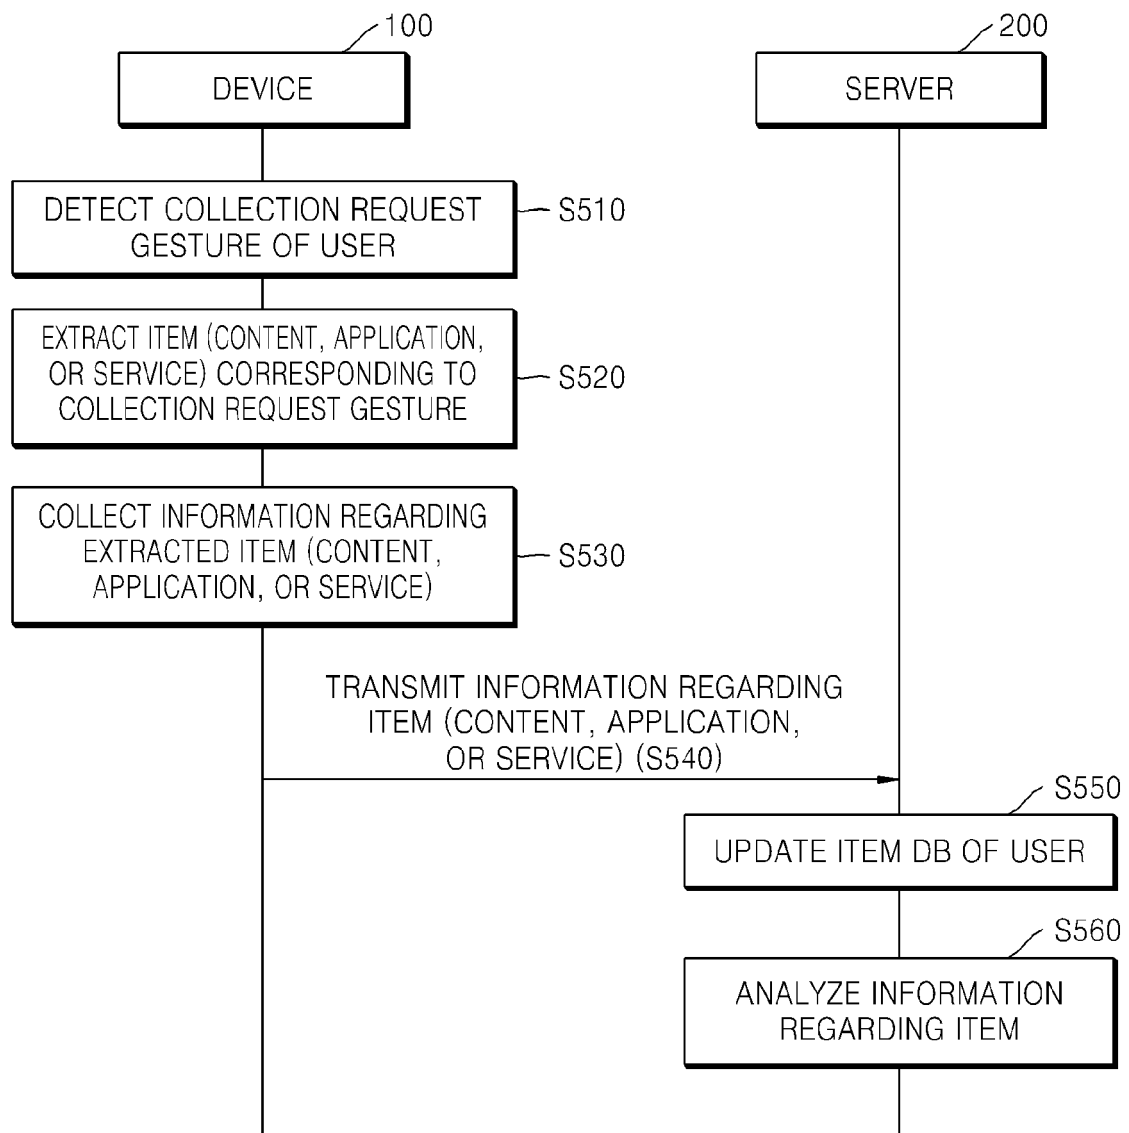 100
200
DEVICE
SERVER
DETECT COLLECTION REQUEST
GESTURE OF USER
S510
EXTRACT ITEM (CONTENT, APPLICATION,
OR SERVICE) CORRESPONDING TO
COLLECTION REQUEST GESTURE
S520
COLLECT INFORMATION REGARDING
EXTRACTED ITEM (CONTENT,
APPLICATION, OR SERVICE)
S530
TRANSMIT INFORMATION REGARDING
ITEM (CONTENT, APPLICATION,
OR SERVICE) (S540)
S550
UPDATE ITEM DB OF USER
S560
ANALYZE INFORMATION
REGARDING ITEM